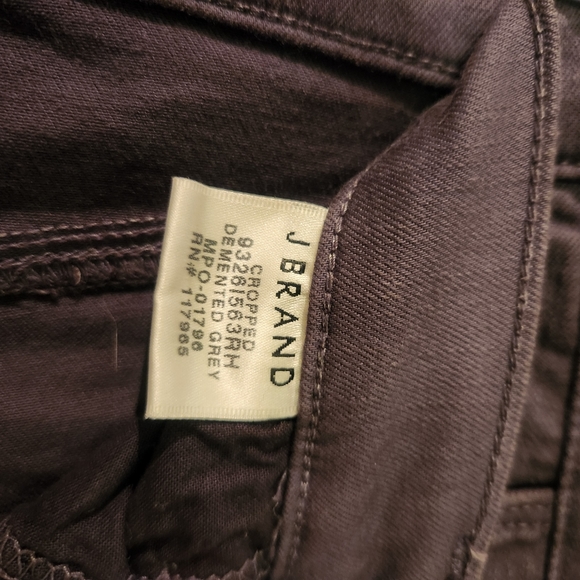 J BRAND
CROPPED
9326I563RH
DEMENTED GREY
MPO-01796
RN# 117965